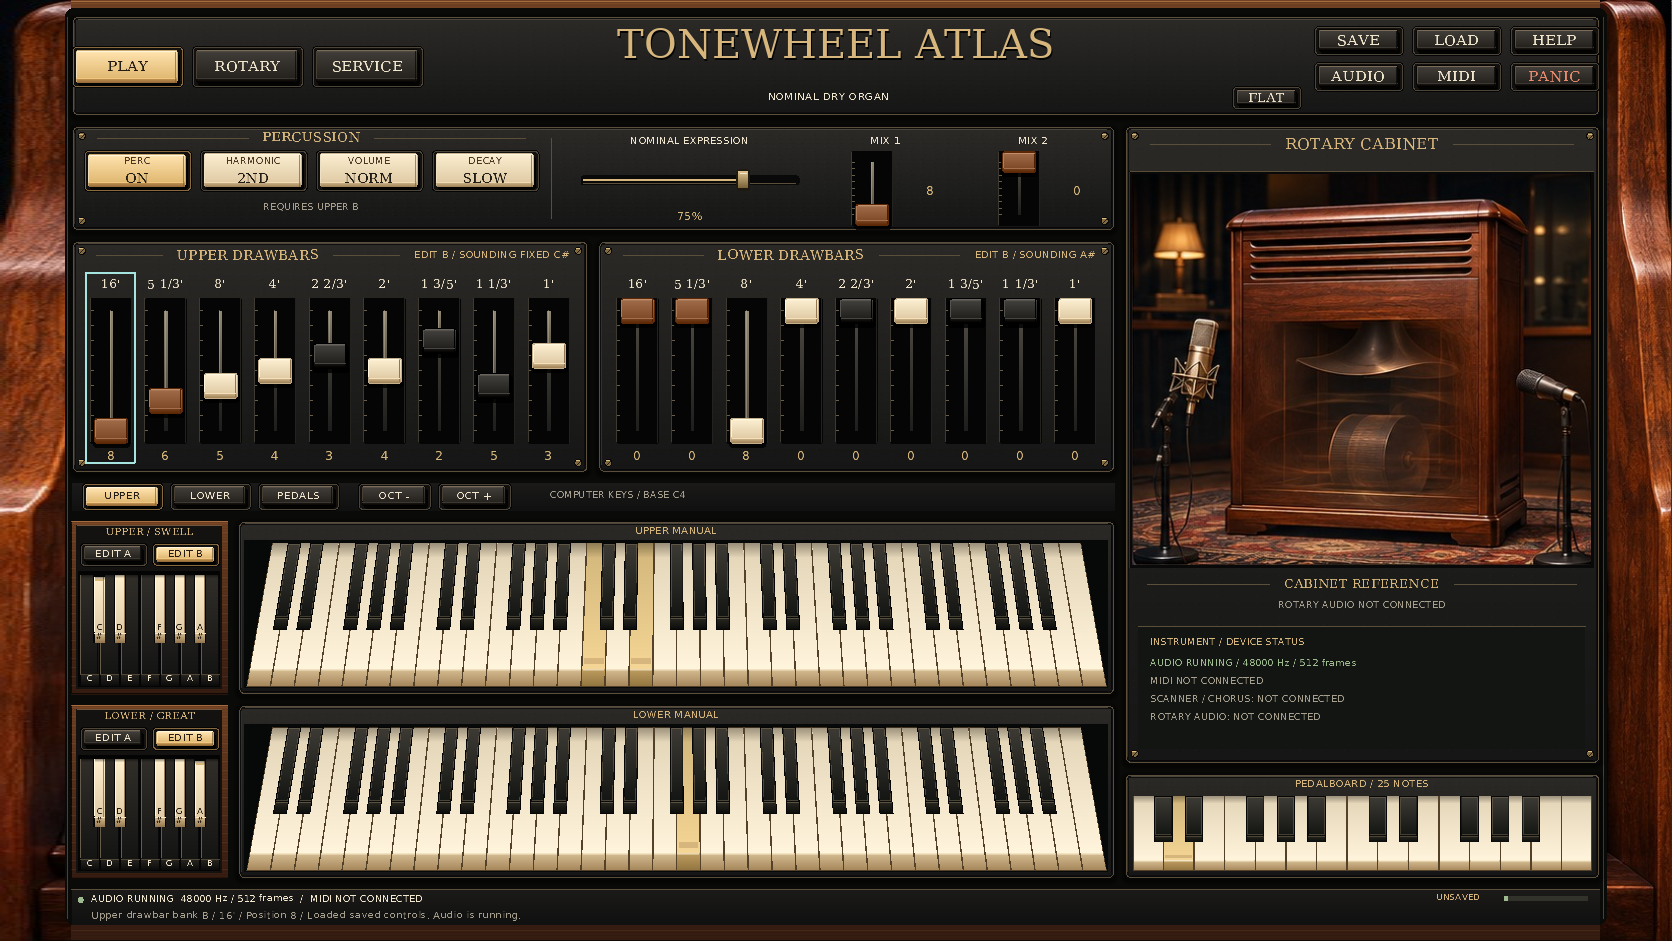 TONEWHEEL ATLAS
PLAY
ROTARY
SERVICE
SAVE
LOAD
HELP
AUDIO
MIDI
PANIC
NOMINAL DRY ORGAN
FLAT
PERCUSSION
PERC
ON
HARMONIC
2ND
VOLUME
NORM
DECAY
SLOW
REQUIRES UPPER B
NOMINAL EXPRESSION
75%
MIX 1
8
MIX 2
0
ROTARY CABINET
UPPER DRAWBARS
EDIT B / SOUNDING FIXED C#
16' 5 1/3' 8' 4' 2 2/3' 2' 1 3/5' 1 1/3' 1'
8 6 5 4 3 4 2 5 3
LOWER DRAWBARS
EDIT B / SOUNDING A#
16' 5 1/3' 8' 4' 2 2/3' 2' 1 3/5' 1 1/3' 1'
0 0 8 0 0 0 0 0 0
UPPER
LOWER
PEDALS
OCT -
OCT +
COMPUTER KEYS / BASE C4
UPPER / SWELL
EDIT A
EDIT B
C# D# F# G# A#
C D E F G A B
UPPER MANUAL
LOWER / GREAT
EDIT A
EDIT B
C# D# F# G# A#
C D E F G A B
LOWER MANUAL
CABINET REFERENCE
ROTARY AUDIO NOT CONNECTED
INSTRUMENT / DEVICE STATUS
AUDIO RUNNING / 48000 Hz / 512 frames
MIDI NOT CONNECTED
SCANNER / CHORUS: NOT CONNECTED
ROTARY AUDIO: NOT CONNECTED
PEDALBOARD / 25 NOTES
AUDIO RUNNING 48000 Hz / 512 frames / MIDI NOT CONNECTED
Upper drawbar bank B / 16' / Position 8 / Loaded saved controls. Audio is running.
UNSAVED